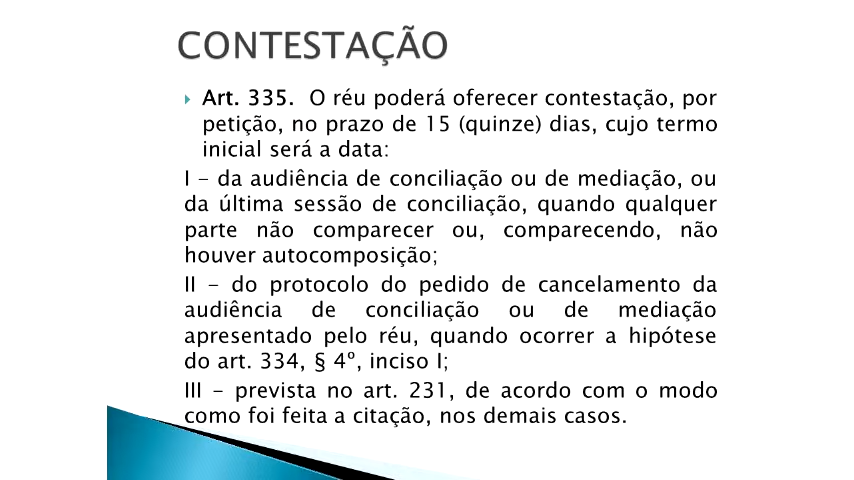 CONTESTAÇÃO
Art. 335. O réu poderá oferecer contestação, por
petição, no prazo de 15 (quinze) dias, cujo termo
inicial será a data:
I - da audiência de conciliação ou de mediação, ou
da última sessão de conciliação, quando qualquer
parte não comparecer ou, comparecendo, não
houver autocomposição;
II - do protocolo do pedido de cancelamento da
audiência de conciliação ou de mediação
apresentado pelo réu, quando ocorrer a hipótese
do art. 334, § 4º, inciso I;
III - prevista no art. 231, de acordo com o modo
como foi feita a citação, nos demais casos.